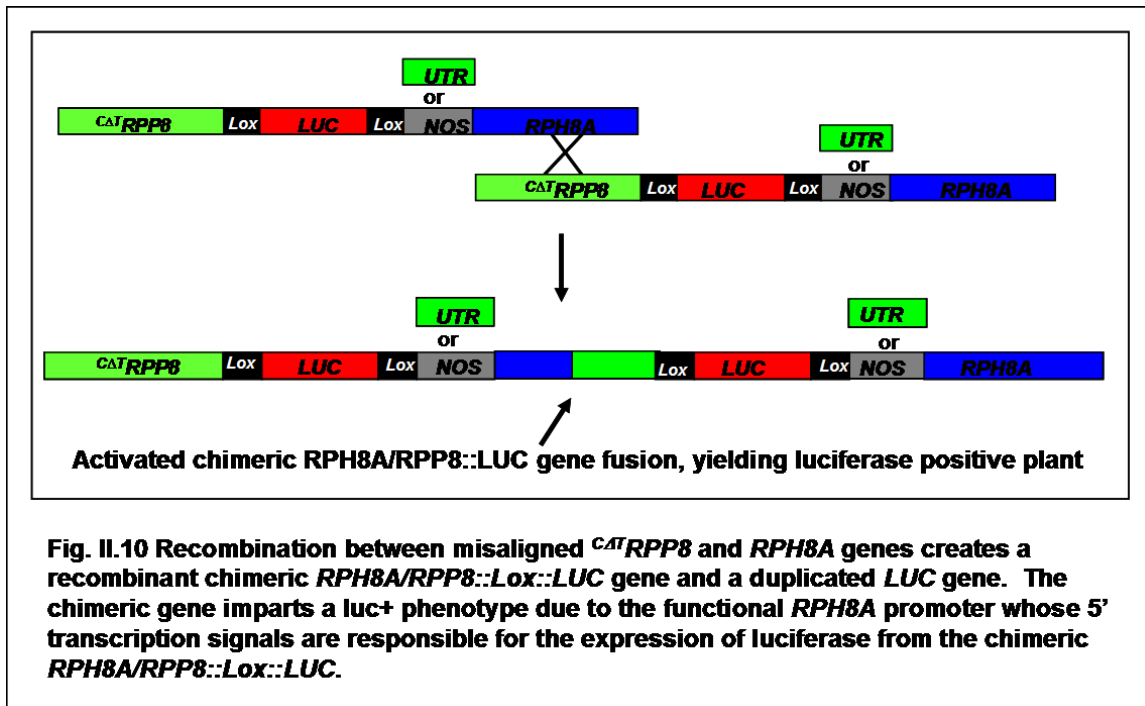 UTR
or
CΔTRPP8 Lox LUC Lox NOS RPH8A
UTR
or
CΔTRPP8 Lox LUC Lox NOS RPH8A
UTR UTR
or or
CΔTRPP8 Lox LUC Lox NOS Lox LUC Lox NOS RPH8A
Activated chimeric RPH8A/RPP8::LUC gene fusion, yielding luciferase positive plant
Fig. II.10 Recombination between misaligned CΔTRPP8 and RPH8A genes creates a
recombinant chimeric RPH8A/RPP8::Lox::LUC gene and a duplicated LUC gene. The
chimeric gene imparts a luc+ phenotype due to the functional RPH8A promoter whose 5’
transcription signals are responsible for the expression of luciferase from the chimeric
RPH8A/RPP8::Lox::LUC.